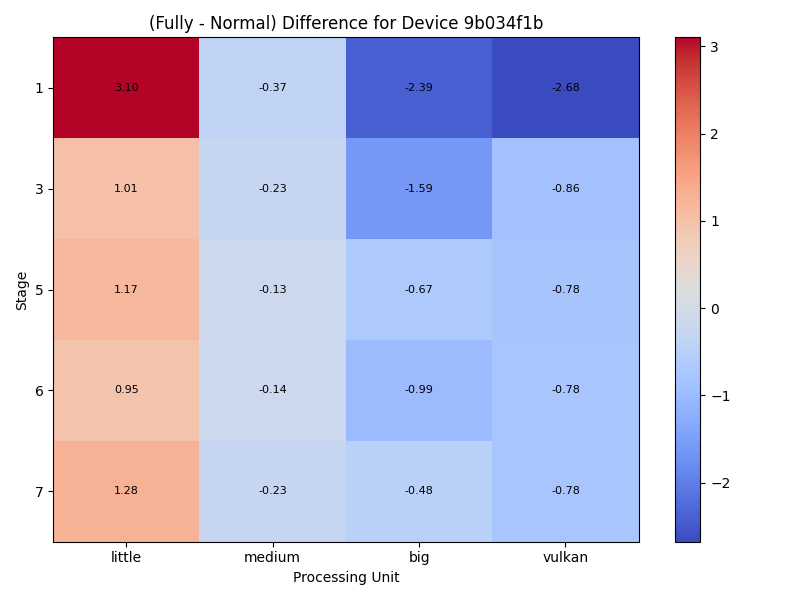 (Fully - Normal) Difference for Device 9b034f1b
Stage
1 3.10 -0.37 -2.39 -2.68
3 1.01 -0.23 -1.59 -0.86
5 1.17 -0.13 -0.67 -0.78
6 0.95 -0.14 -0.99 -0.78
7 1.28 -0.23 -0.48 -0.78
little medium big vulkan
Processing Unit
3
2
1
0
−1
−2